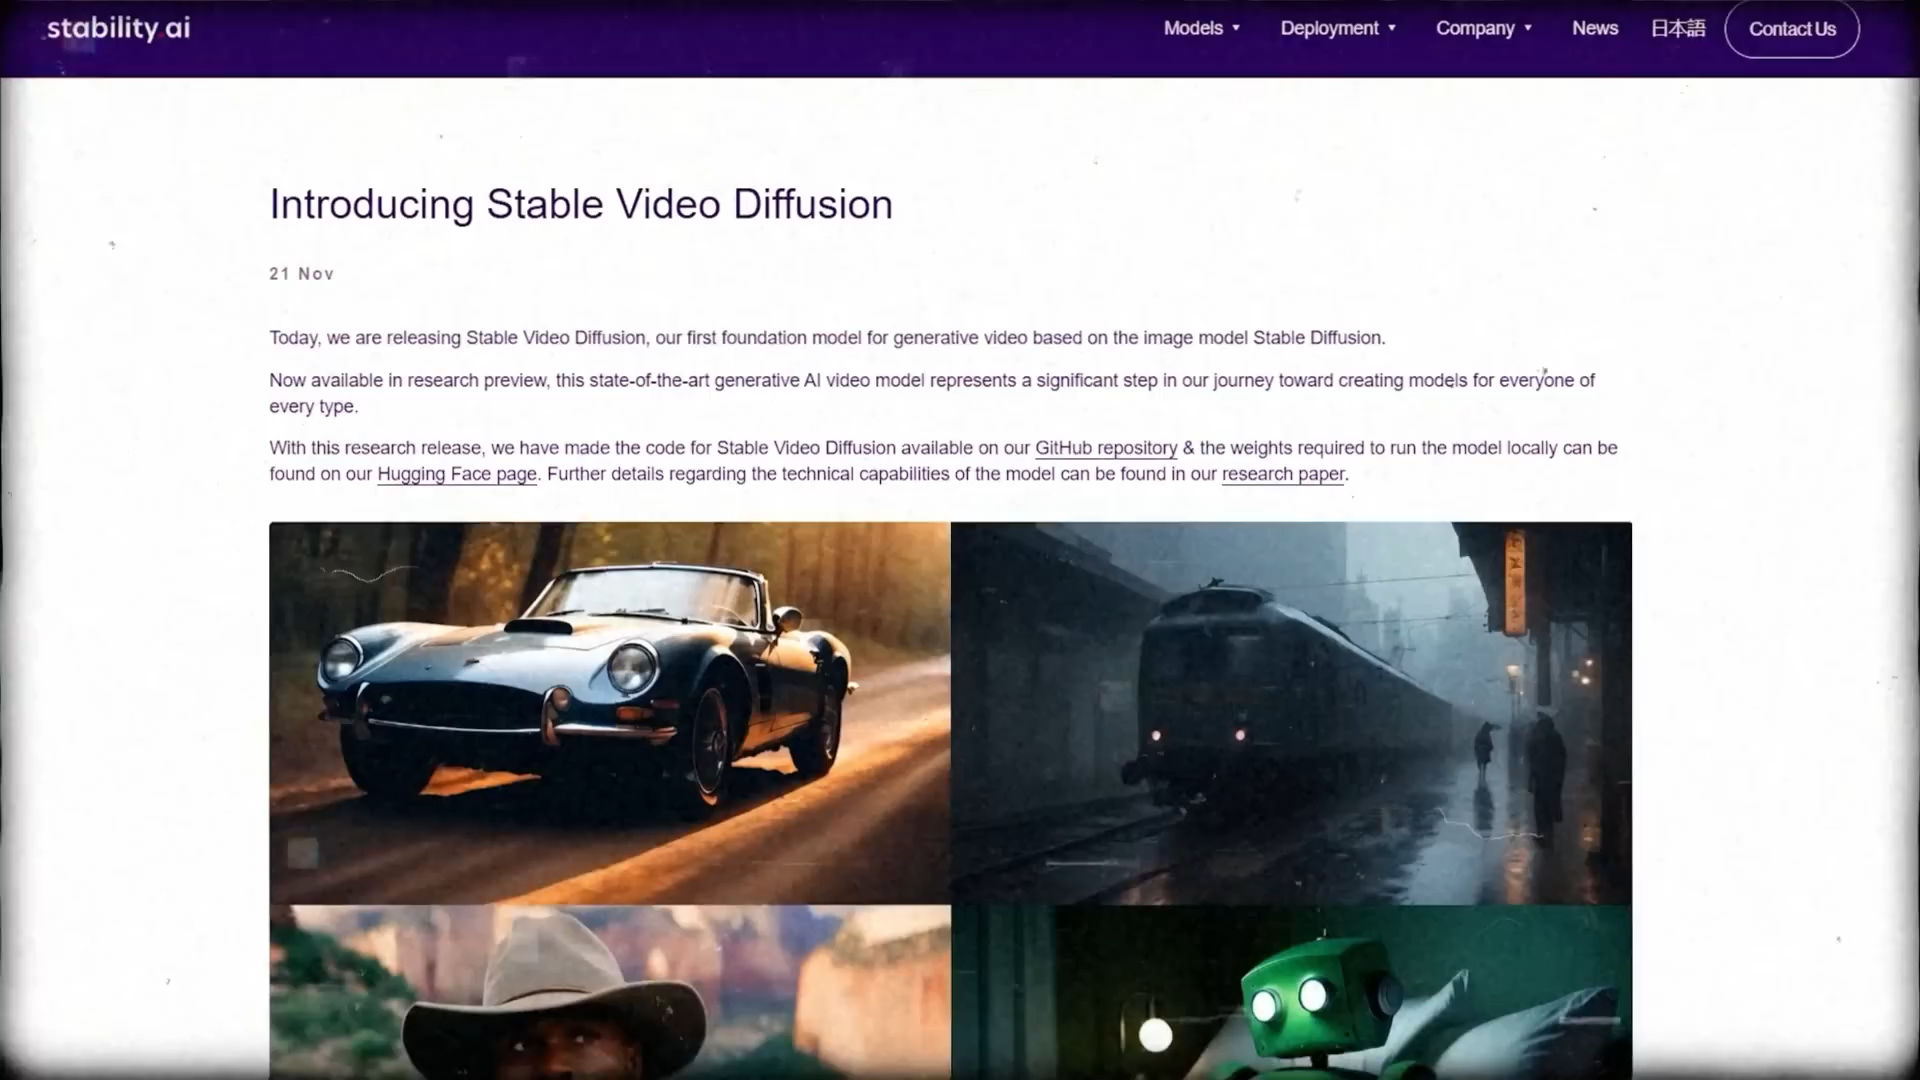 stability.ai
Models
Deployment
Company
News
日本語
Contact Us
Introducing Stable Video Diffusion
21 Nov
Today, we are releasing Stable Video Diffusion, our first foundation model for generative video based on the image model Stable Diffusion.
Now available in research preview, this state-of-the-art generative AI video model represents a significant step in our journey toward creating models for everyone of
every type.
With this research release, we have made the code for Stable Video Diffusion available on our GitHub repository & the weights required to run the model locally can be
found on our Hugging Face page. Further details regarding the technical capabilities of the model can be found in our research paper.